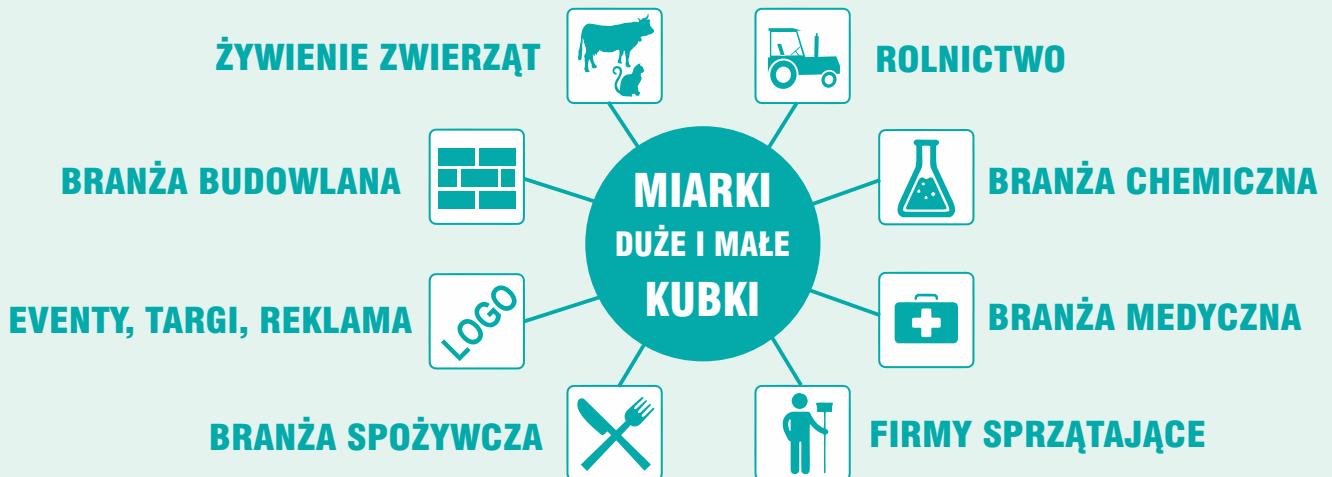 ŻYWIENIE ZWIERZĄT
ROLNICTWO
BRANŻA BUDOWLANA
MIARKI
DUŻE I MAŁE
KUBKI
BRANŻA CHEMICZNA
EVENTY, TARGI, REKLAMA
LOGO
BRANŻA MEDYCZNA
BRANŻA SPOŻYWCZA
FIRMY SPRZĄTAJĄCE